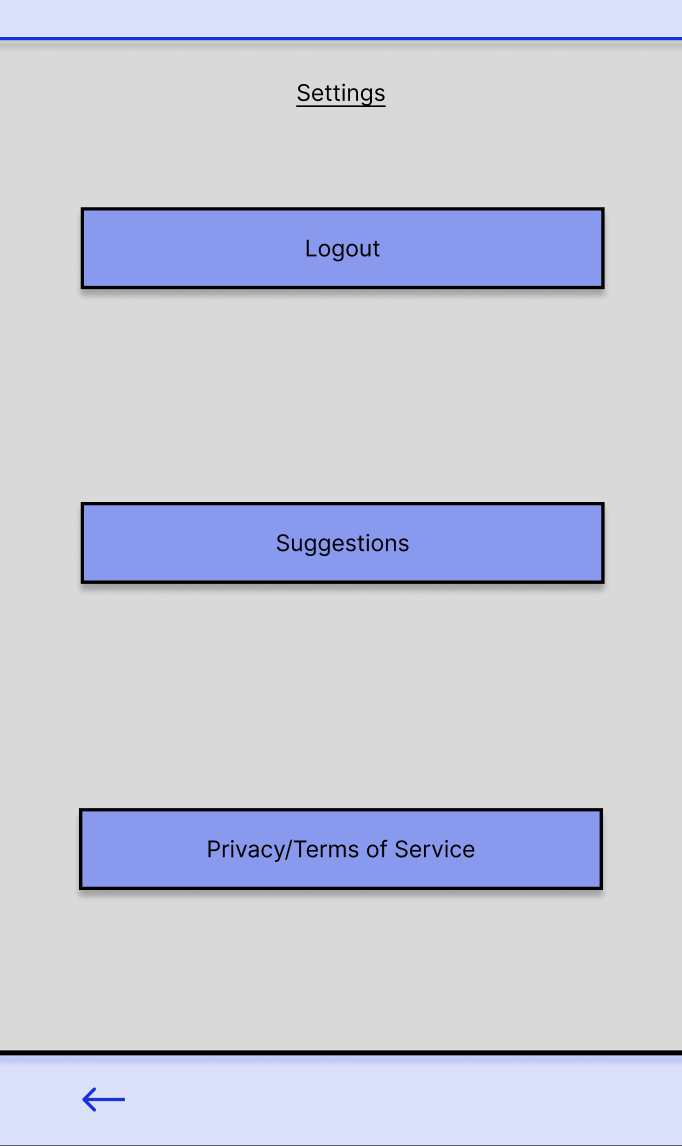 Settings
Logout
Suggestions
Privacy/Terms of Service